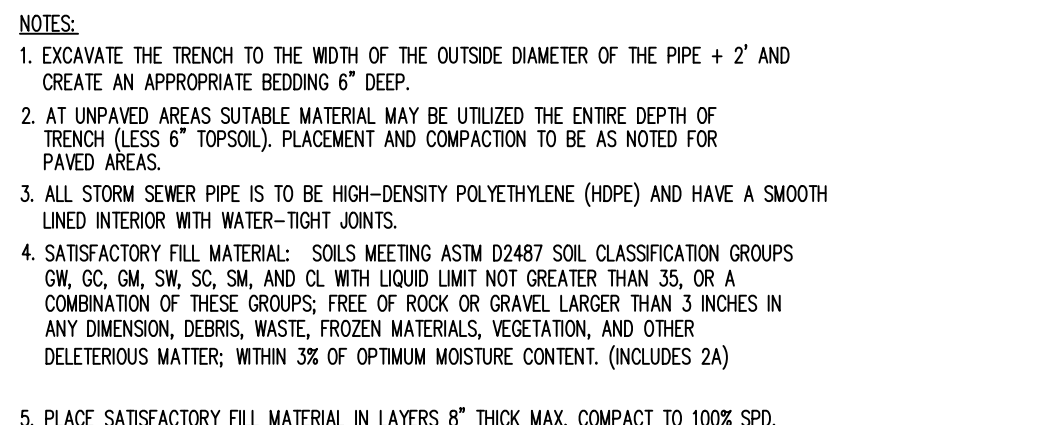 NOTES:
1. EXCAVATE THE TRENCH TO THE WIDTH OF THE OUTSIDE DIAMETER OF THE PIPE + 2' AND
CREATE AN APPROPRIATE BEDDING 6" DEEP.
2. AT UNPAVED AREAS SUTABLE MATERIAL MAY BE UTILIZED THE ENTIRE DEPTH OF
TRENCH (LESS 6" TOPSOIL). PLACEMENT AND COMPACTION TO BE AS NOTED FOR
PAVED AREAS.
3. ALL STORM SEWER PIPE IS TO BE HIGH-DENSITY POLYETHYLENE (HDPE) AND HAVE A SMOOTH
LINED INTERIOR WITH WATER-TIGHT JOINTS.
4. SATISFACTORY FILL MATERIAL: SOILS MEETING ASTM D2487 SOIL CLASSIFICATION GROUPS
GW, GC, GM, SW, SC, SM, AND CL WITH LIQUID LIMIT NOT GREATER THAN 35, OR A
COMBINATION OF THESE GROUPS; FREE OF ROCK OR GRAVEL LARGER THAN 3 INCHES IN
ANY DIMENSION, DEBRIS, WASTE, FROZEN MATERIALS, VEGETATION, AND OTHER
DELETERIOUS MATTER; WITHIN 3% OF OPTIMUM MOISTURE CONTENT. (INCLUDES 2A)
5. PLACE SATISFACTORY FILL MATERIAL IN LAYERS 8" THICK MAX. COMPACT TO 100% SPD.